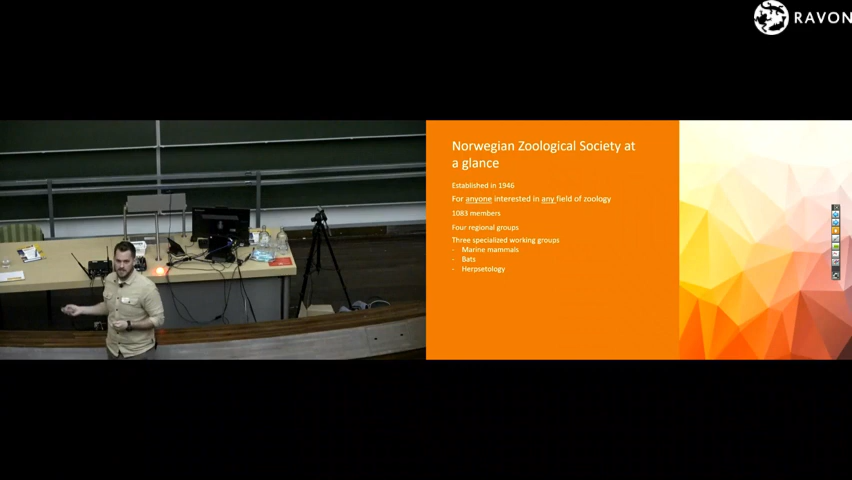 RAVON
Norwegian Zoological Society at
a glance
Established in 1946
For anyone interested in any field of zoology
1083 members
Four regional groups
Three specialized working groups
- Marine mammals
- Bats
- Herpsetology